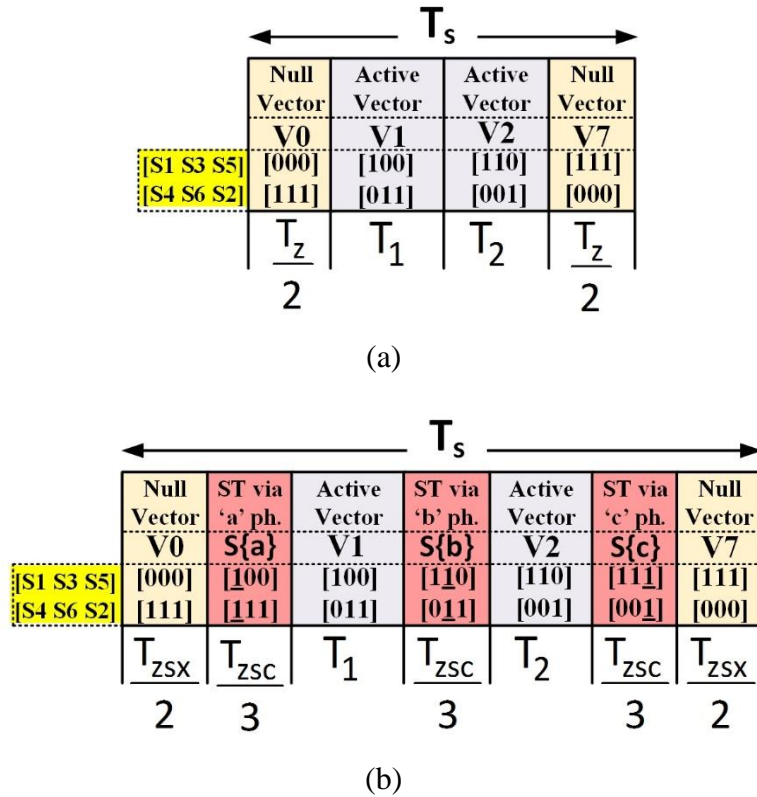 Ts
Null Active Active Null
Vector Vector Vector Vector
V0 V1 V2 V7
[S1 S3 S5] [000] [100] [110] [111]
[S4 S6 S2] [111] [011] [001] [000]
Tz T1 T2 Tz
2 2
(a)
Ts
Null ST via Active ST via Active ST via Null
Vector ‘a’ ph. Vector ‘b’ ph. Vector ‘c’ ph. Vector
V0 S{a} V1 S{b} V2 S{c} V7
[S1 S3 S5] [000] [100] [100] [110] [110] [111] [111]
[S4 S6 S2] [111] [111] [011] [011] [001] [001] [000]
Tzsx Tzsc T1 Tzsc T2 Tzsc Tzsx
2 3 3 3 2
(b)